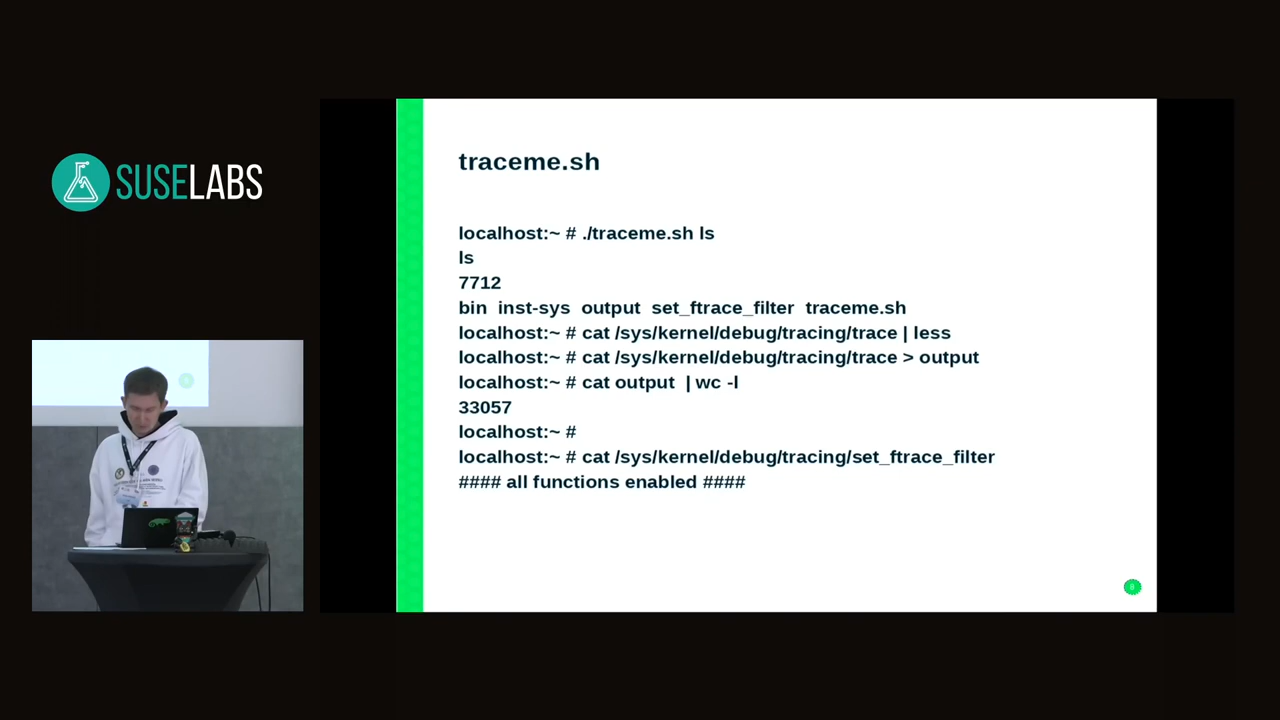 SUSELABS
traceme.sh
localhost:~ # ./traceme.sh ls
ls
7712
bin  inst-sys  output  set_ftrace_filter  traceme.sh
localhost:~ # cat /sys/kernel/debug/tracing/trace | less
localhost:~ # cat /sys/kernel/debug/tracing/trace > output
localhost:~ # cat output  | wc -l
33057
localhost:~ #
localhost:~ # cat /sys/kernel/debug/tracing/set_ftrace_filter
#### all functions enabled ####